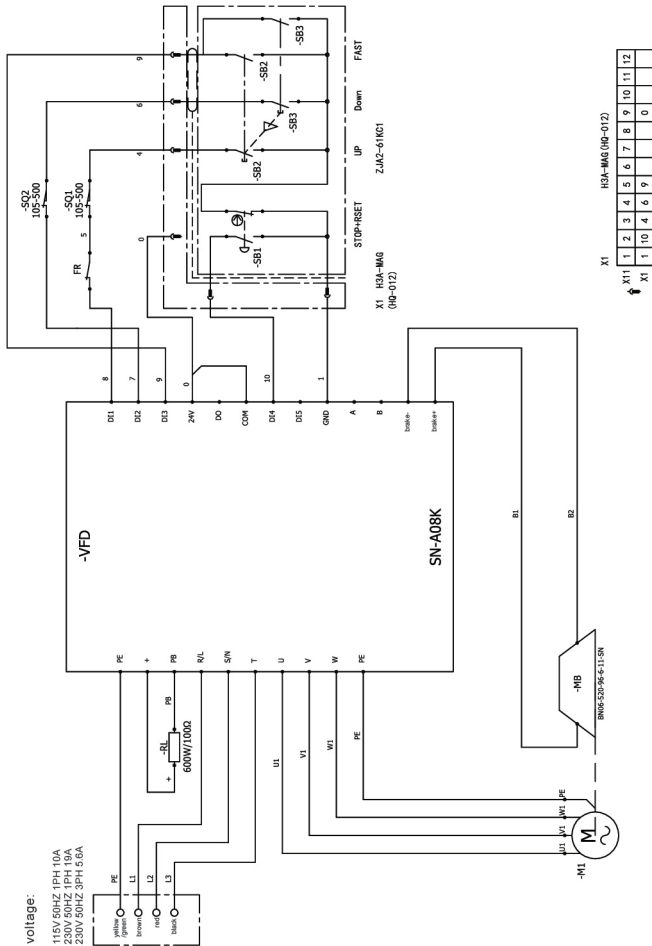 voltage:
115V 50HZ 1PH 10A
230V 50HZ 1PH 19A
230V 50HZ 3PH 5.6A
yellow
/green
brown
red
black
PE
L1
L2
L3
-RL
600W/100Ω
+
PB
PE
+
PB
R/L
S/N
T
U
V
W
PE
U1
V1
W1
PE
-M1
M
U1
V1
W1
PE
-MB
BN06-520-96-6-11-SN
B1
B2
-VFD
SN-A08K
DI1
DI2
DI3
24V
DO
COM
DI4
DI5
GND
A
B
brake-
brake+
8
7
9
0
10
1
FR
5
-SQ1
105-500
-SQ2
105-500
0
4
6
9
-SB1
-SB2
-SB3
-SB2
-SB3
STOP+RSET
UP
Down
FAST
ZJA2-61KC1
X1 H3A-MAG
(HQ-012)
X1 H3A-MAG(HQ-012)
X11 1 2 3 4 5 6 7 8 9 10 11 12
X1 1 10 4 6 9 0